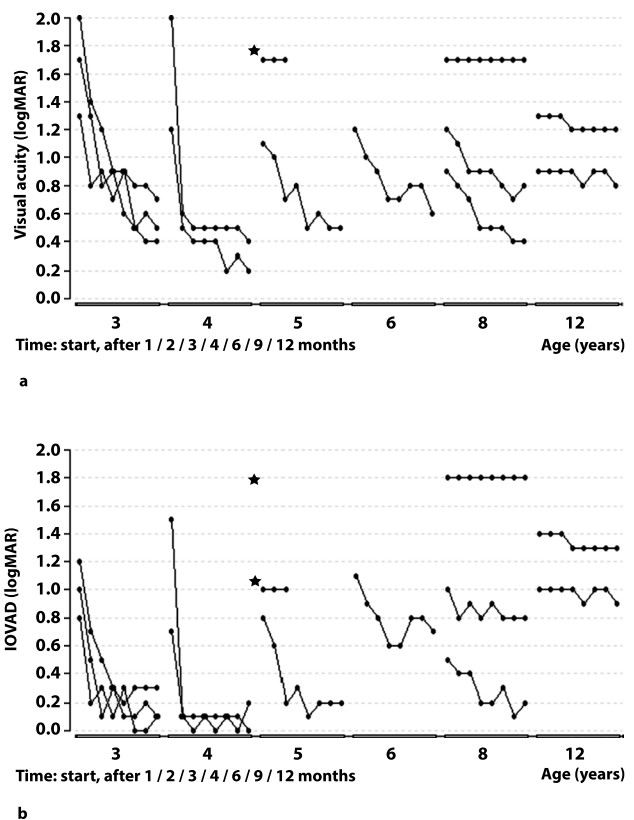 2.0
1.8
1.6
1.4
1.2
1.0
0.8
0.6
0.4
0.2
0.0
Visual acuity (logMAR)
3 4 5 6 8 12
Time: start, after 1 / 2 / 3 / 4 / 6 / 9 / 12 months Age (years)
a
2.0
1.8
1.6
1.4
1.2
1.0
0.8
0.6
0.4
0.2
0.0
IOVAD (logMAR)
3 4 5 6 8 12
Time: start, after 1 / 2 / 3 / 4 / 6 / 9 / 12 months Age (years)
b